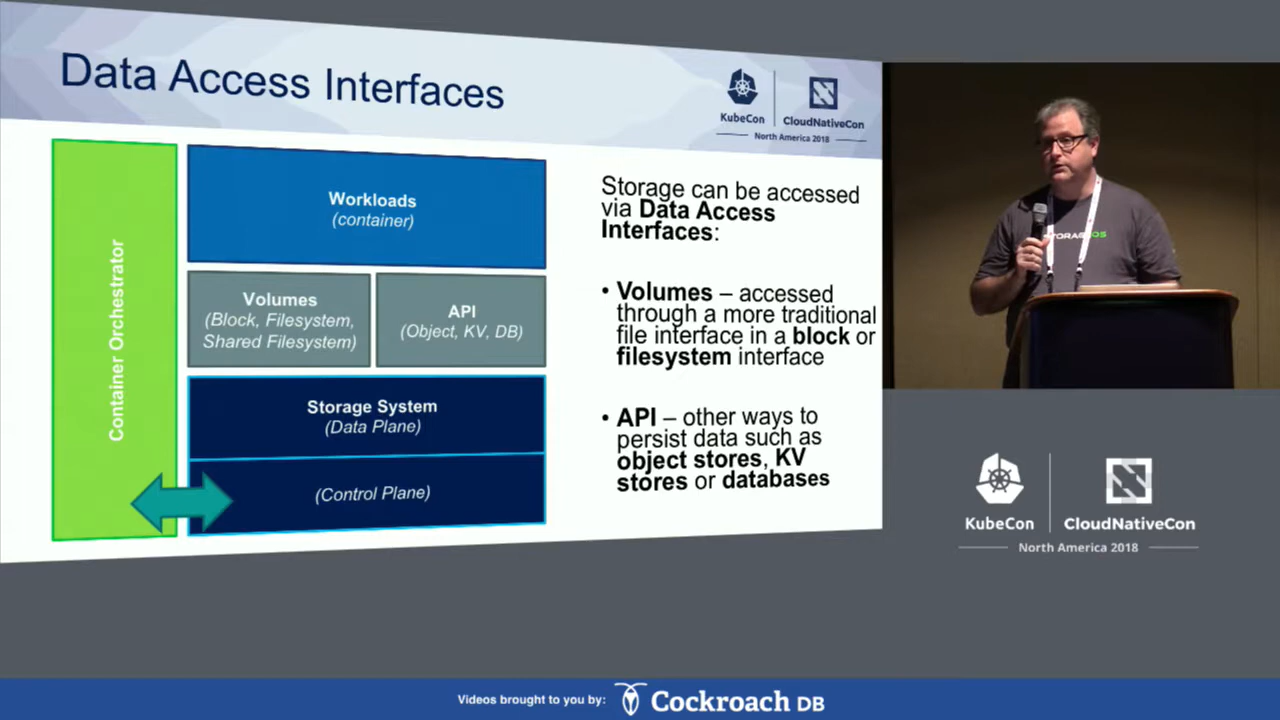 Data Access Interfaces
KubeCon
CloudNativeCon
North America 2018
Container Orchestrator
Workloads
(container)
Volumes
(Block, Filesystem,
Shared Filesystem)
API
(Object, KV, DB)
Storage System
(Data Plane)
(Control Plane)
Storage can be accessed
via Data Access
Interfaces:
• Volumes – accessed
through a more traditional
file interface in a block or
filesystem interface
• API – other ways to
persist data such as
object stores, KV
stores or databases
KubeCon
CloudNativeCon
North America 2018
Videos brought to you by:
Cockroach DB